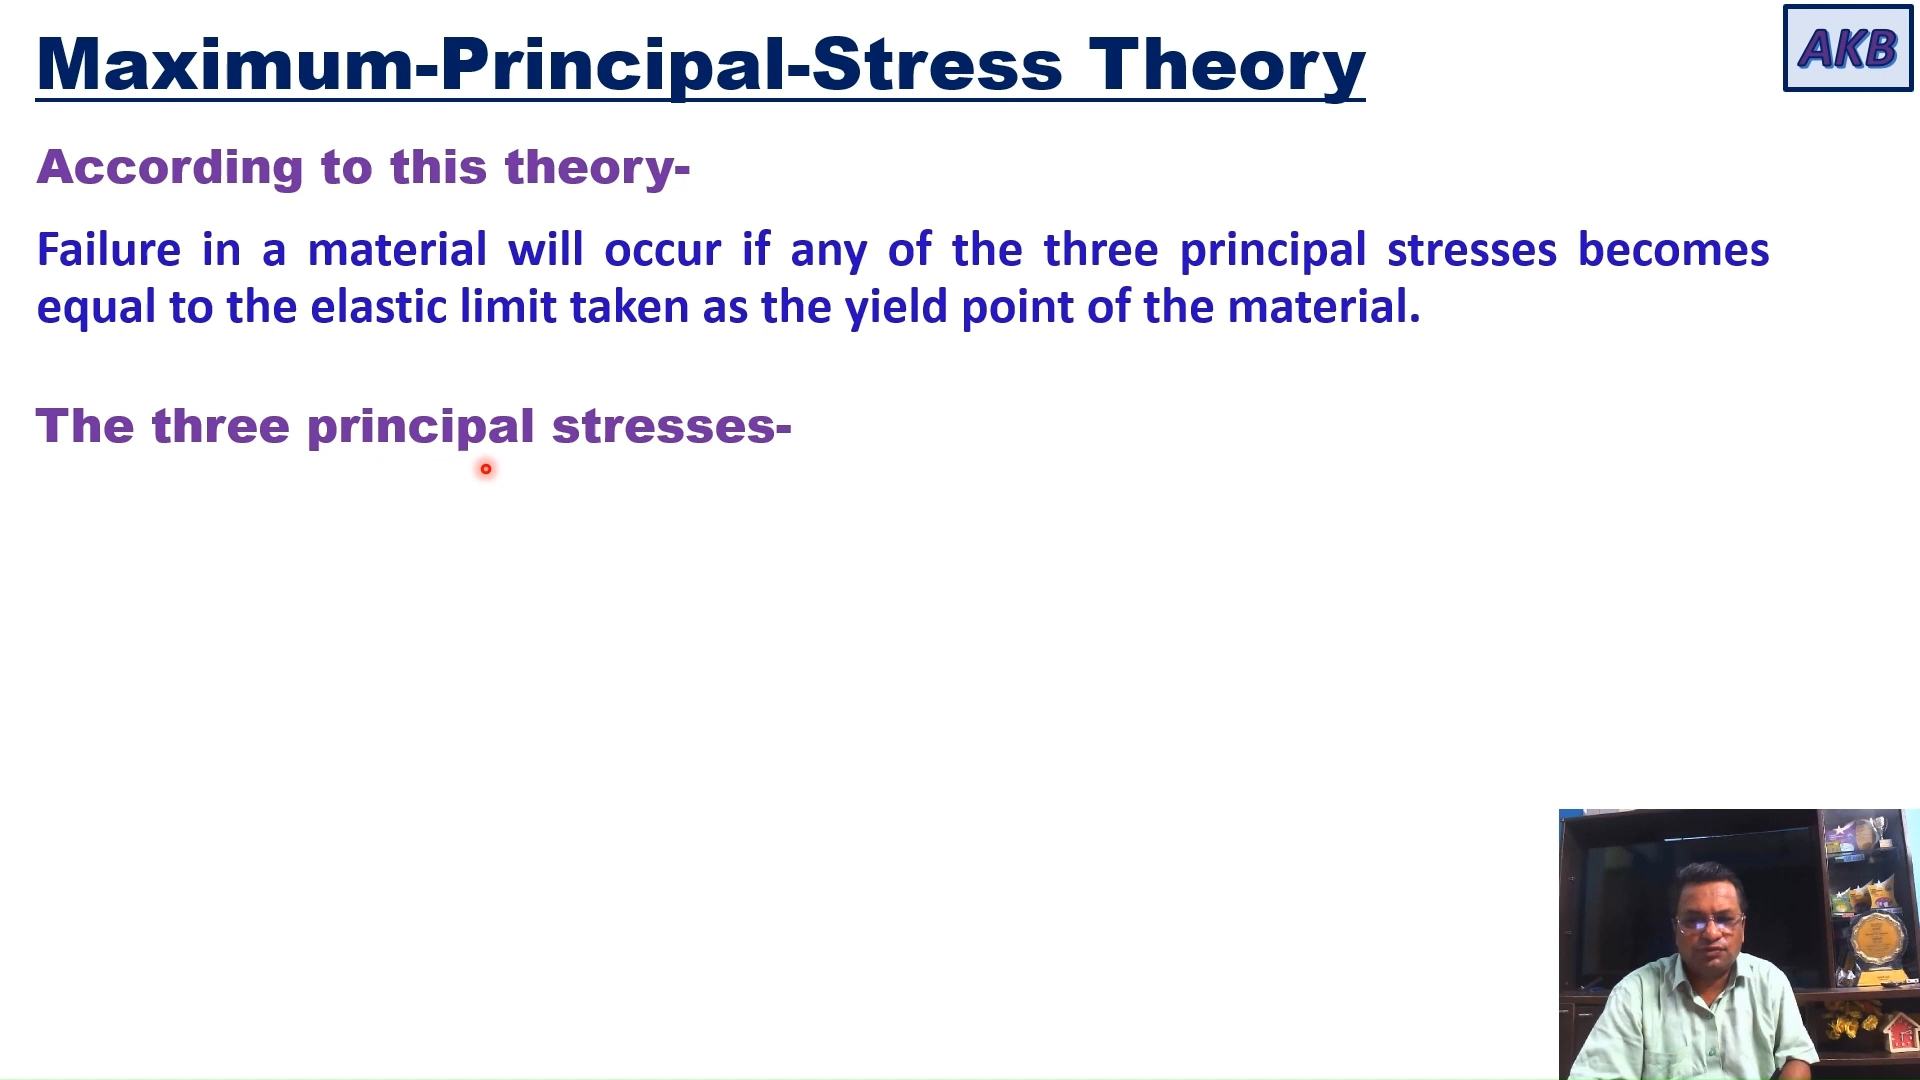 Maximum-Principal-Stress Theory
AKB
According to this theory-
Failure in a material will occur if any of the three principal stresses becomes
equal to the elastic limit taken as the yield point of the material.
The three principal stresses-